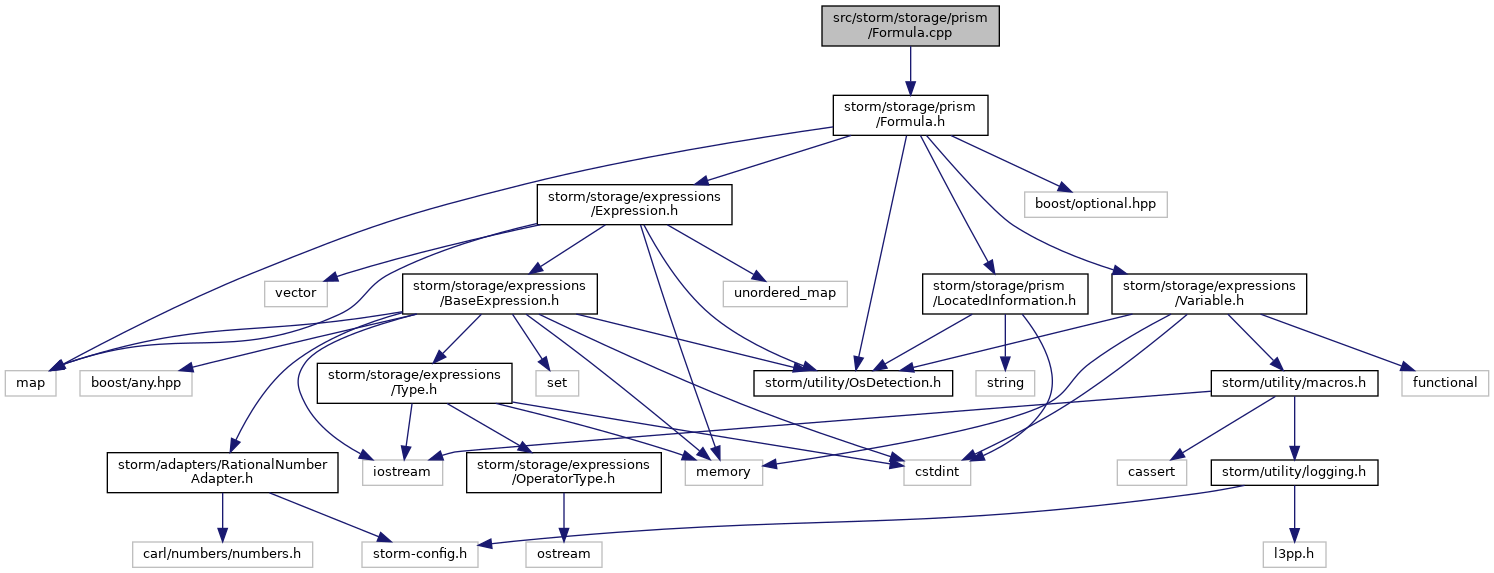 src/storm/storage/prism
/Formula.cpp
storm/storage/prism
/Formula.h
storm/storage/expressions
/Expression.h
boost/optional.hpp
vector
storm/storage/expressions
/BaseExpression.h
unordered_map
storm/storage/prism
/LocatedInformation.h
storm/storage/expressions
/Variable.h
map
boost/any.hpp
storm/storage/expressions
/Type.h
set
storm/utility/OsDetection.h
string
storm/utility/macros.h
functional
storm/adapters/RationalNumber
Adapter.h
iostream
storm/storage/expressions
/OperatorType.h
memory
cstdint
cassert
storm/utility/logging.h
carl/numbers/numbers.h
storm-config.h
ostream
l3pp.h